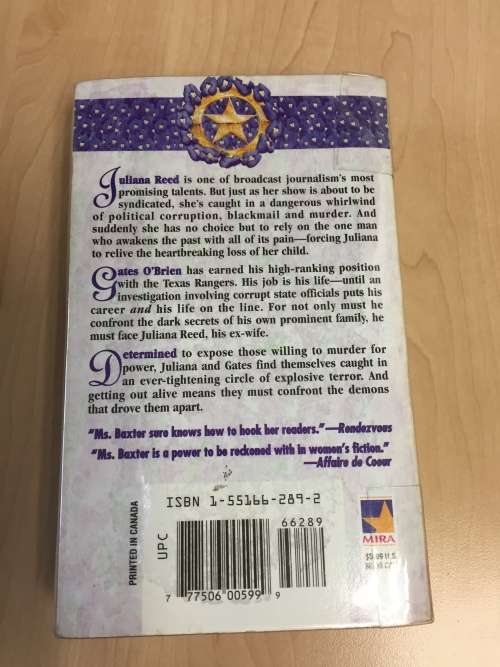 Juliana Reed is one of broadcast journalism's most
promising talents. But just as her show is about to be
syndicated, she's caught in a dangerous whirlwind
of political corruption, blackmail and murder. And
suddenly she has no choice but to rely on the one man
who awakens the past with all of its pain—forcing Juliana
to relive the heartbreaking loss of her child.
Gates O'Brien has earned his high-ranking position
with the Texas Rangers. His job is his life—until an
investigation involving corrupt state officials puts his
career and his life on the line. For not only must he
confront the dark secrets of his own prominent family, he
must face Juliana Reed, his ex-wife.
Determined to expose those willing to murder for
power, Juliana and Gates find themselves caught in
an ever-tightening circle of explosive terror. And
getting out alive means they must confront the demons
that drove them apart.
"Ms. Baxter sure knows how to hook her readers."—Rendezvous
"Ms. Baxter is a power to be reckoned with in women's fiction."
—Affaire de Coeur
ISBN 1-55166-289-2
66289
PRINTED IN CANADA
UPC
7 77506 00599 9
MIRA